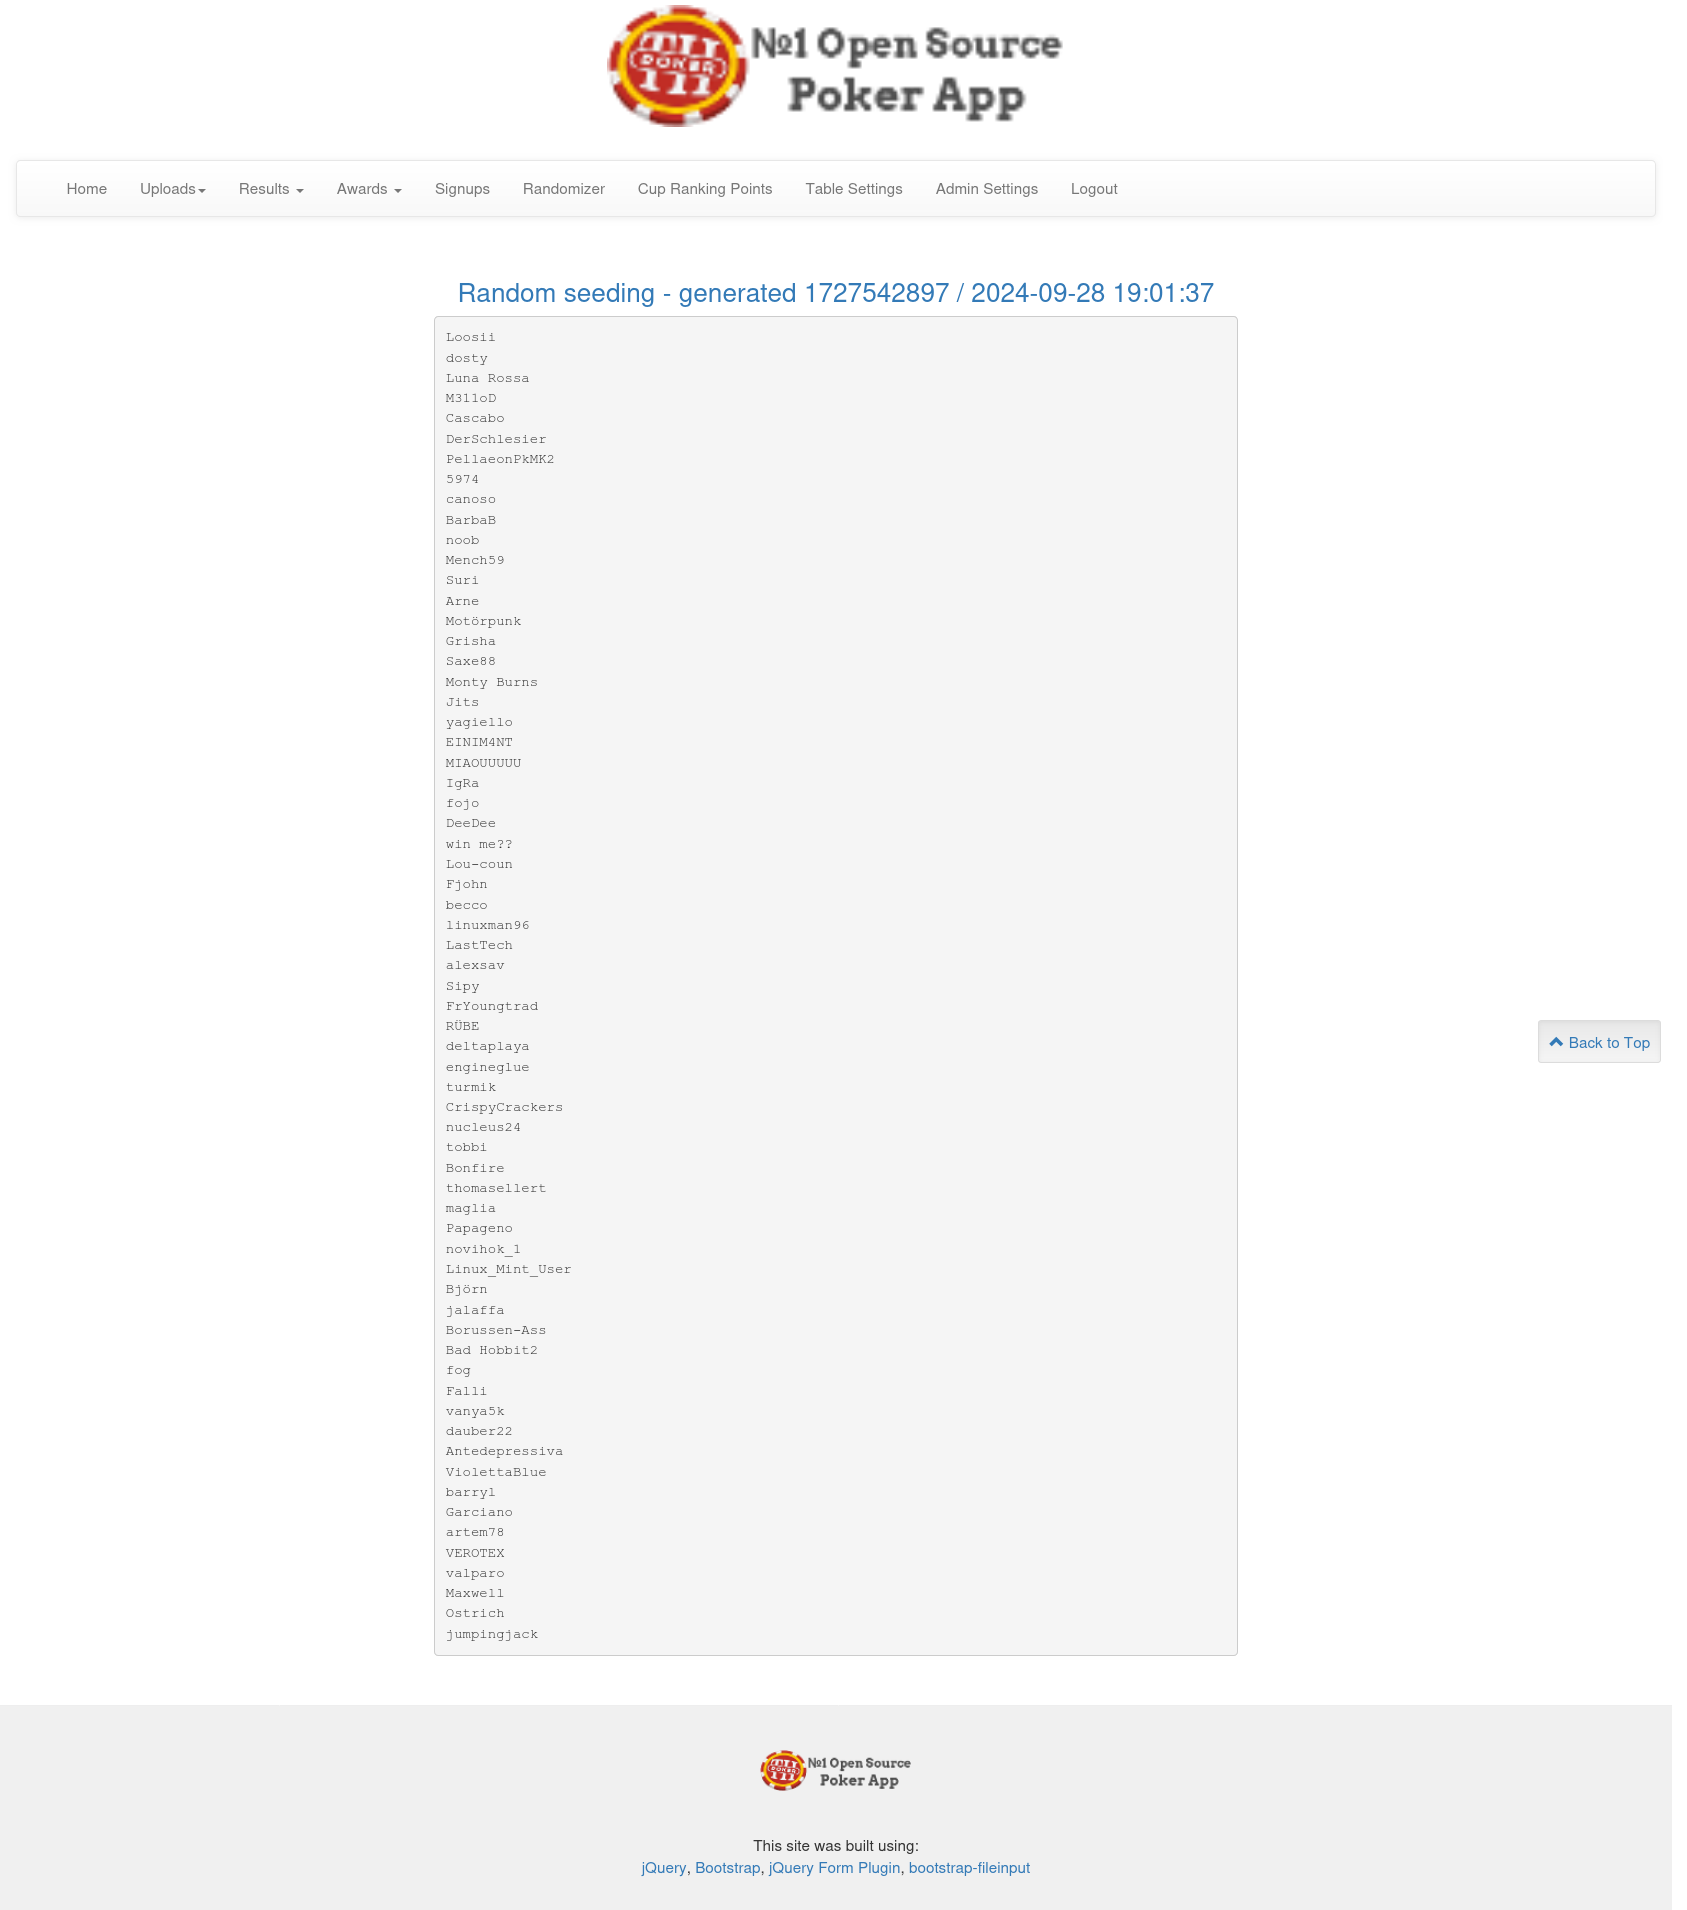 TH
POKER
III
№1 Open Source
Poker App
Home Uploads Results Awards Signups Randomizer Cup Ranking Points Table Settings Admin Settings Logout
Random seeding - generated 1727542897 / 2024-09-28 19:01:37
Loosii
dosty
Luna Rossa
M3lloD
Cascabo
DerSchlesier
PellaeonPkMK2
5974
canoso
BarbaB
noob
Mench59
Suri
Arne
Motörpunk
Grisha
Saxe88
Monty Burns
Jits
yagiello
EINIM4NT
MIAOUUUUU
IgRa
fojo
DeeDee
win me??
Lou-coun
Fjohn
becco
linuxman96
LastTech
alexsav
Sipy
FrYoungtrad
RÜBE
deltaplaya
engineglue
turmik
CrispyCrackers
nucleus24
tobbi
Bonfire
thomasellert
maglia
Papageno
novihok_l
Linux_Mint_User
Björn
jalaffa
Borussen-Ass
Bad Hobbit2
fog
Falli
vanya5k
dauber22
Antedepressiva
ViolettaBlue
barryl
Garciano
artem78
VEROTEX
valparo
Maxwell
Ostrich
jumpingjack
Back to Top
POKER
№1 Open Source
Poker App
This site was built using:
jQuery, Bootstrap, jQuery Form Plugin, bootstrap-fileinput